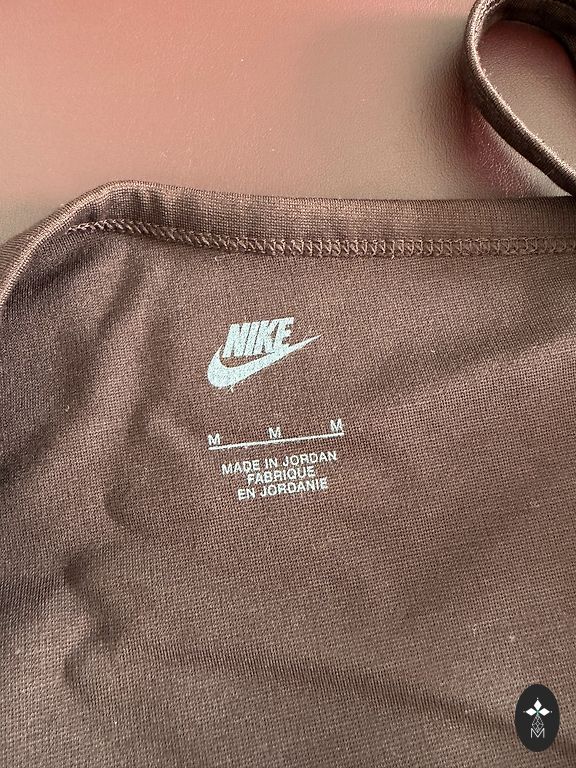 NIKE
M M M
MADE IN JORDAN
FABRIQUE
EN JORDANIE
M